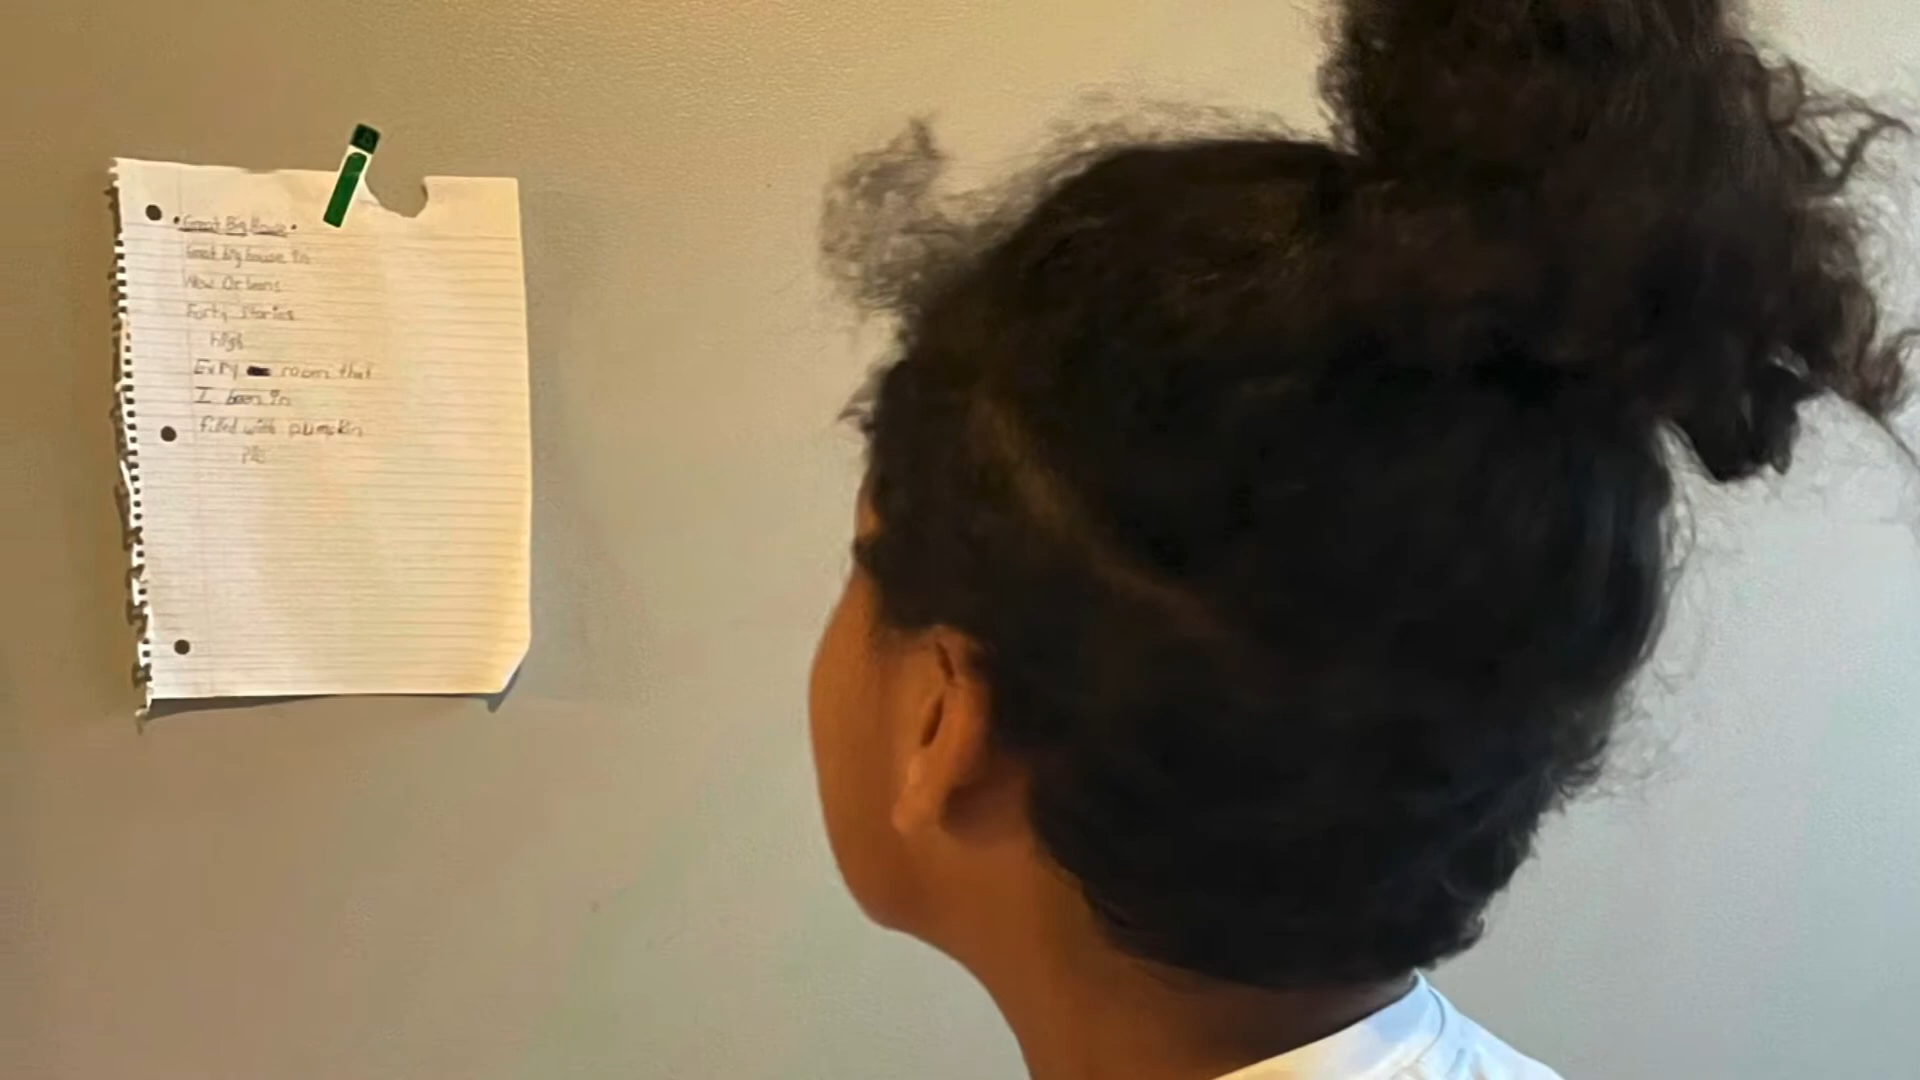 • Great Big House •
Great big house in
New Orleans
Forty stories
high
Every room that
I been in
filled with pumpkin
pie